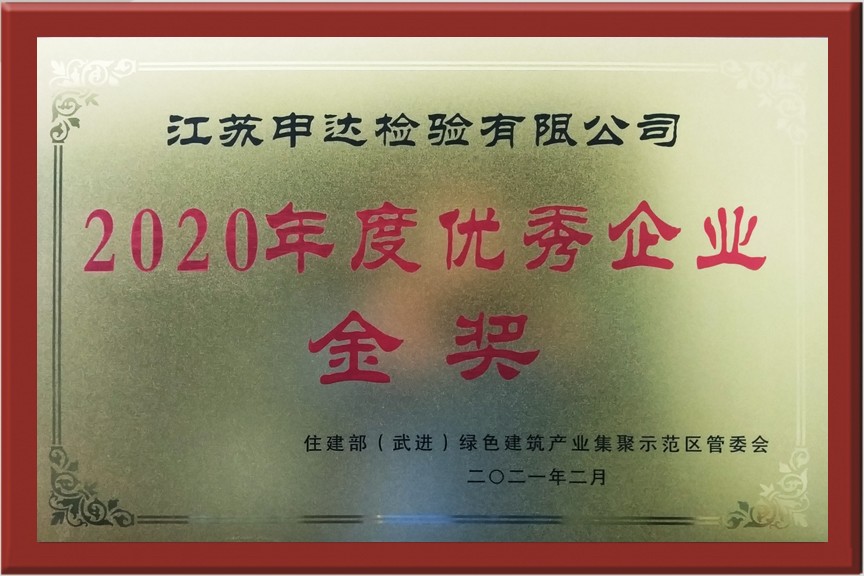 江苏申达检验有限公司
2020年度优秀企业
金奖
住建部(武进)绿色建筑产业集聚示范区管委会
二〇二一年二月